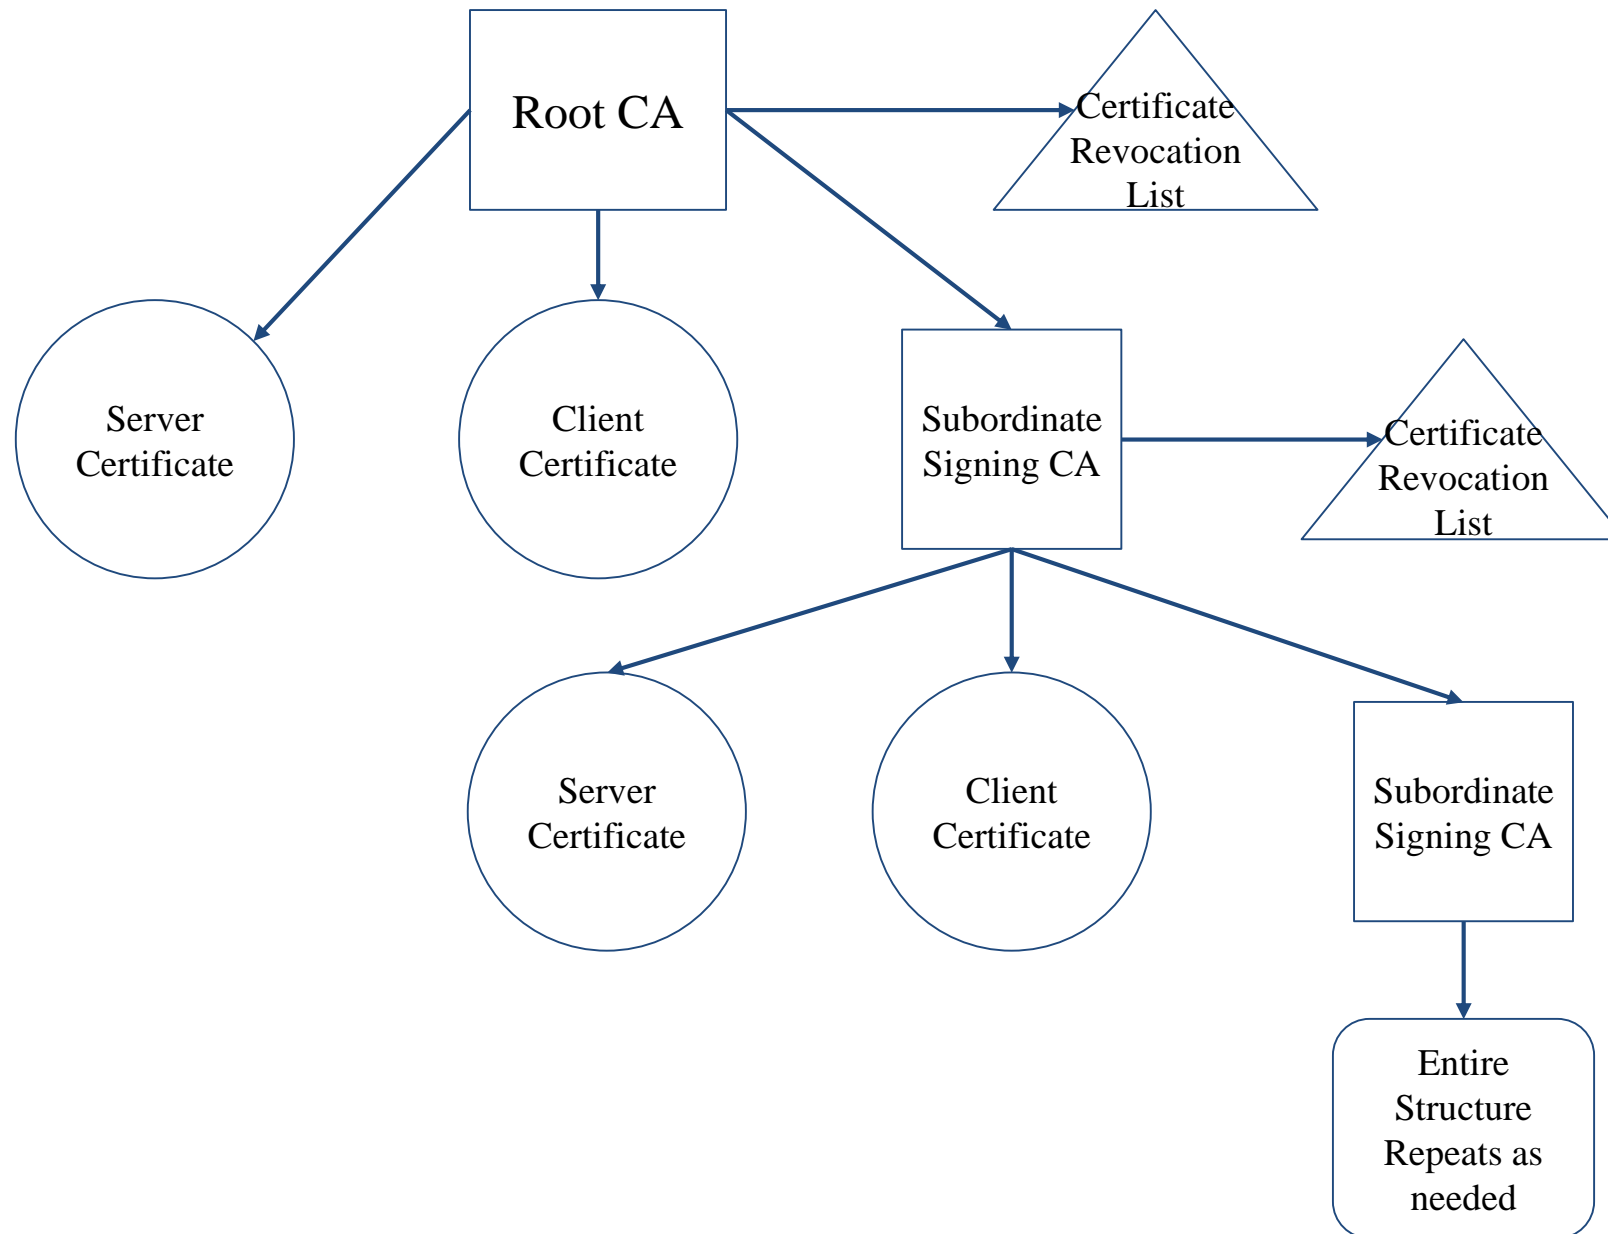 Root CA
Certificate
Revocation
List
Server
Certificate
Client
Certificate
Subordinate
Signing CA
Certificate
Revocation
List
Server
Certificate
Client
Certificate
Subordinate
Signing CA
Entire
Structure
Repeats as
needed